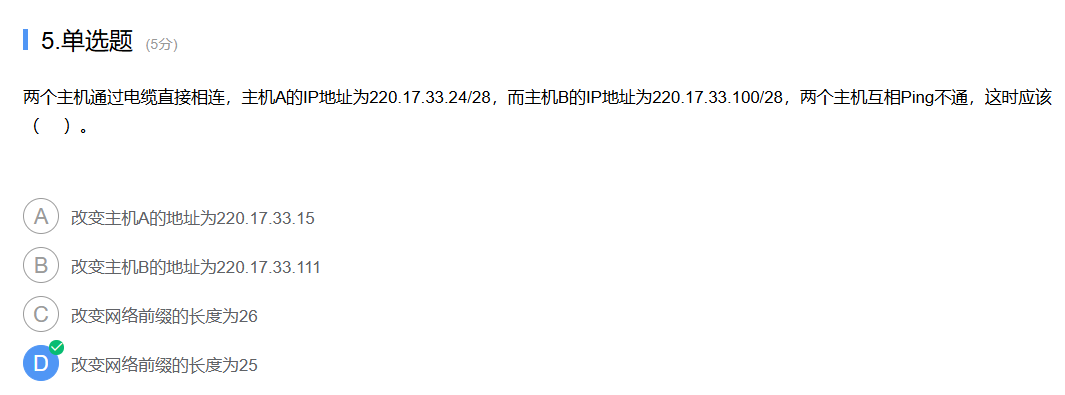 5.单选题 (5分)
两个主机通过电缆直接相连，主机A的IP地址为220.17.33.24/28，而主机B的IP地址为220.17.33.100/28，两个主机互相Ping不通，这时应该
（ ）。
A 改变主机A的地址为220.17.33.15
B 改变主机B的地址为220.17.33.111
C 改变网络前缀的长度为26
D 改变网络前缀的长度为25